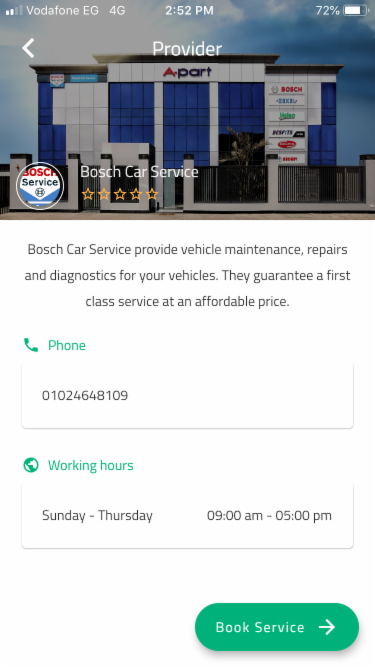 Vodafone EG 4G 2:52 PM 72%
Provider
A.part
BOSCH
BOSCH
Service
Bosch Car Service
Bosch Car Service provide vehicle maintenance, repairs
and diagnostics for your vehicles. They guarantee a first
class service at an affordable price.
Phone
01024648109
Working hours
Sunday - Thursday 09:00 am - 05:00 pm
Book Service